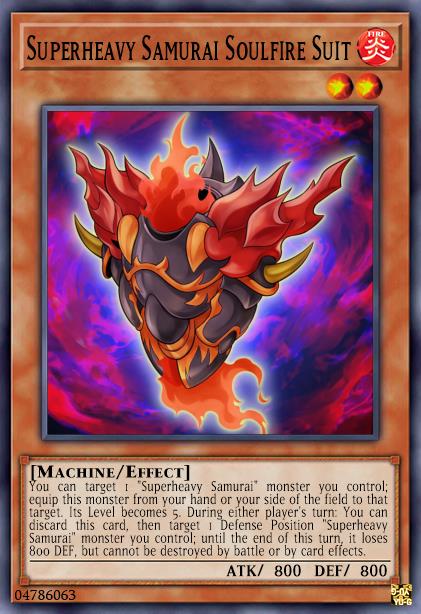 Superheavy Samurai Soulfire Suit
FIRE
炎
[Machine/Effect]
You can target 1 "Superheavy Samurai" monster you control;
equip this monster from your hand or your side of the field to that
target. Its Level becomes 5. During either player's turn: You can
discard this card, then target 1 Defense Position "Superheavy
Samurai" monster you control; until the end of this turn, it loses
800 DEF, but cannot be destroyed by battle or by card effects.
ATK/ 800 DEF/ 800
04786063